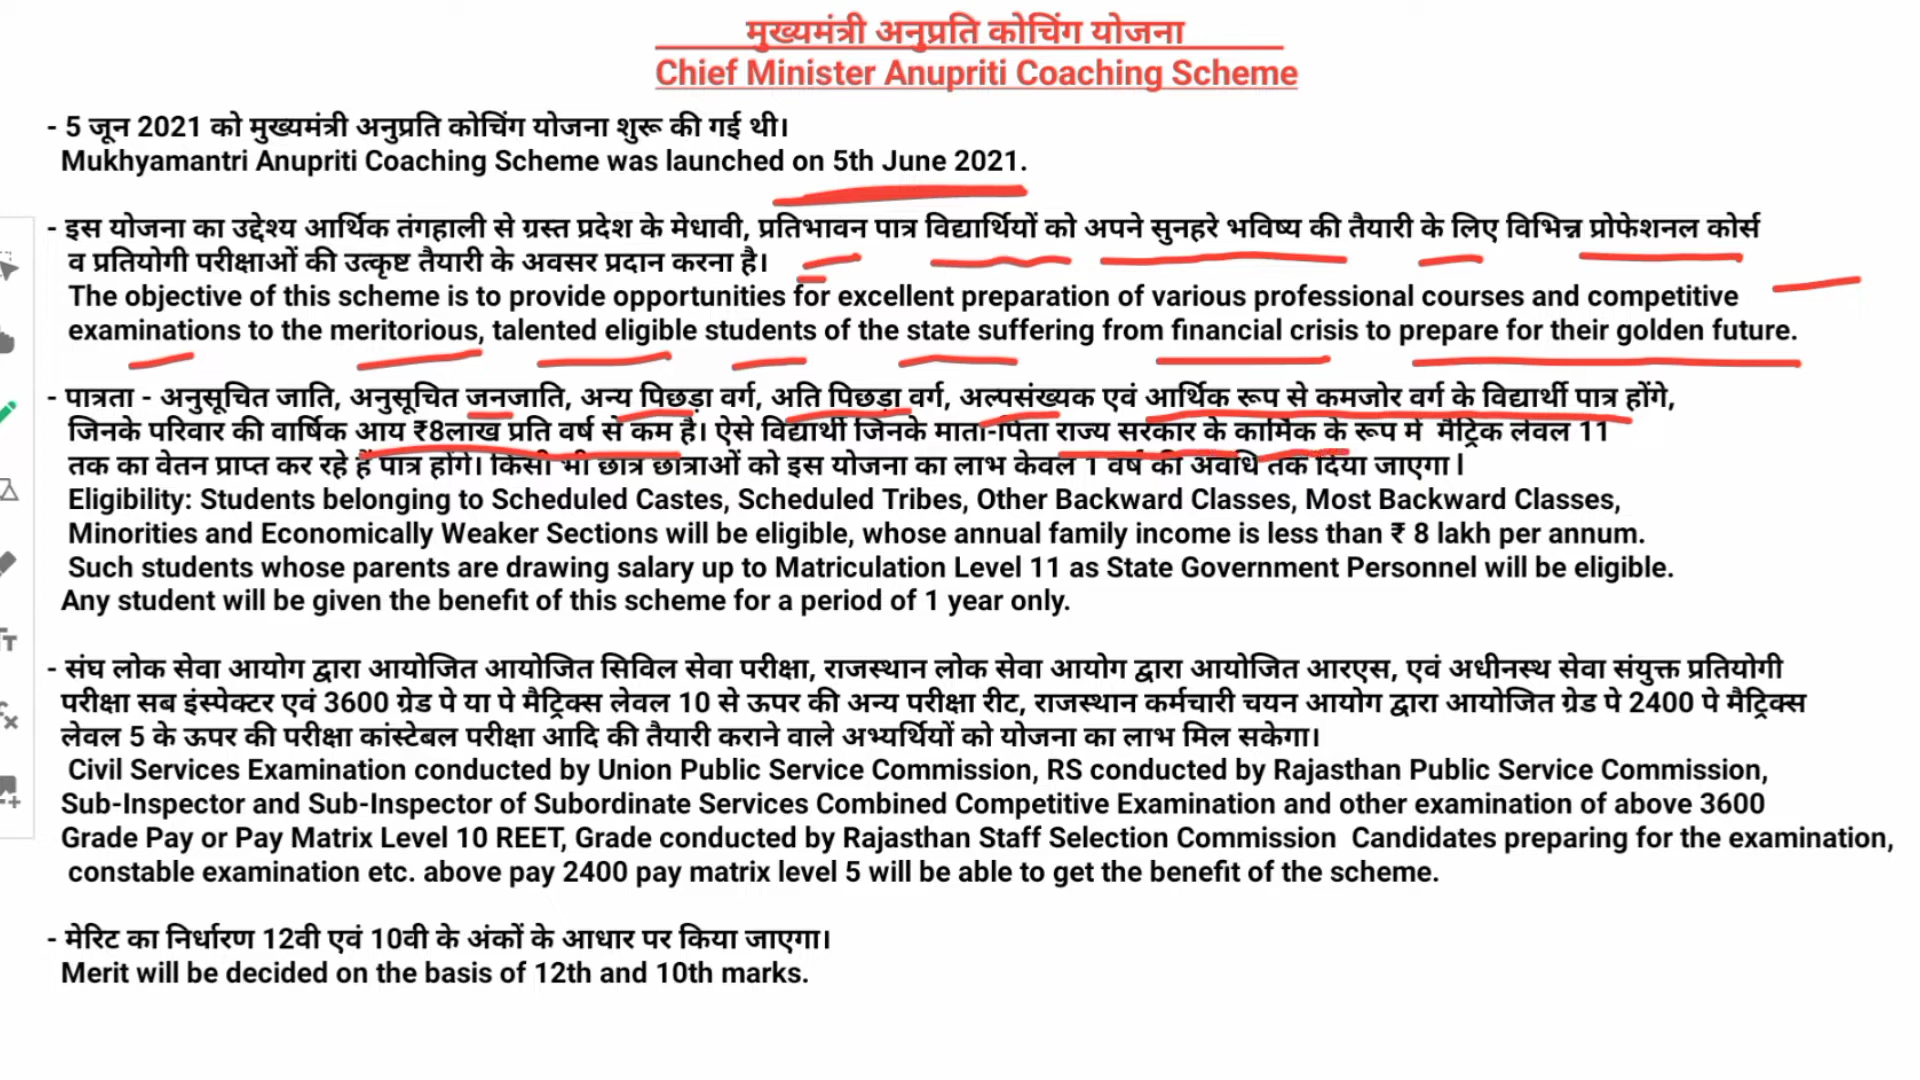 मुख्यमंत्री अनुप्रति कोचिंग योजना
Chief Minister Anupriti Coaching Scheme
- 5 जून 2021 को मुख्यमंत्री अनुप्रति कोचिंग योजना शुरू की गई थी।
Mukhyamantri Anupriti Coaching Scheme was launched on 5th June 2021.
- इस योजना का उद्देश्य आर्थिक तंगहाली से ग्रस्त प्रदेश के मेधावी, प्रतिभावन पात्र विद्यार्थियों को अपने सुनहरे भविष्य की तैयारी के लिए विभिन्न प्रोफेशनल कोर्स
व प्रतियोगी परीक्षाओं की उत्कृष्ट तैयारी के अवसर प्रदान करना है।
The objective of this scheme is to provide opportunities for excellent preparation of various professional courses and competitive
examinations to the meritorious, talented eligible students of the state suffering from financial crisis to prepare for their golden future.
- पात्रता - अनुसूचित जाति, अनुसूचित जनजाति, अन्य पिछड़ा वर्ग, अति पिछड़ा वर्ग, अल्पसंख्यक एवं आर्थिक रूप से कमजोर वर्ग के विद्यार्थी पात्र होंगे,
जिनके परिवार की वार्षिक आय ₹8लाख प्रति वर्ष से कम है। ऐसे विद्यार्थी जिनके माता-पिता राज्य सरकार के कार्मिक के रूप में मैट्रिक लेवल 11
तक का वेतन प्राप्त कर रहे हैं पात्र होंगे। किसी भी छात्र छात्राओं को इस योजना का लाभ केवल 1 वर्ष की अवधि तक दिया जाएगा।
Eligibility: Students belonging to Scheduled Castes, Scheduled Tribes, Other Backward Classes, Most Backward Classes,
Minorities and Economically Weaker Sections will be eligible, whose annual family income is less than ₹ 8 lakh per annum.
Such students whose parents are drawing salary up to Matriculation Level 11 as State Government Personnel will be eligible.
Any student will be given the benefit of this scheme for a period of 1 year only.
- संघ लोक सेवा आयोग द्वारा आयोजित आयोजित सिविल सेवा परीक्षा, राजस्थान लोक सेवा आयोग द्वारा आयोजित आरएस, एवं अधीनस्थ सेवा संयुक्त प्रतियोगी
परीक्षा सब इंस्पेक्टर एवं 3600 ग्रेड पे या पे मैट्रिक्स लेवल 10 से ऊपर की अन्य परीक्षा रीट, राजस्थान कर्मचारी चयन आयोग द्वारा आयोजित ग्रेड पे 2400 पे मैट्रिक्स
लेवल 5 के ऊपर की परीक्षा कांस्टेबल परीक्षा आदि की तैयारी कराने वाले अभ्यर्थियों को योजना का लाभ मिल सकेगा।
Civil Services Examination conducted by Union Public Service Commission, RS conducted by Rajasthan Public Service Commission,
Sub-Inspector and Sub-Inspector of Subordinate Services Combined Competitive Examination and other examination of above 3600
Grade Pay or Pay Matrix Level 10 REET, Grade conducted by Rajasthan Staff Selection Commission Candidates preparing for the examination,
constable examination etc. above pay 2400 pay matrix level 5 will be able to get the benefit of the scheme.
- मेरिट का निर्धारण 12वी एवं 10वी के अंकों के आधार पर किया जाएगा।
Merit will be decided on the basis of 12th and 10th marks.